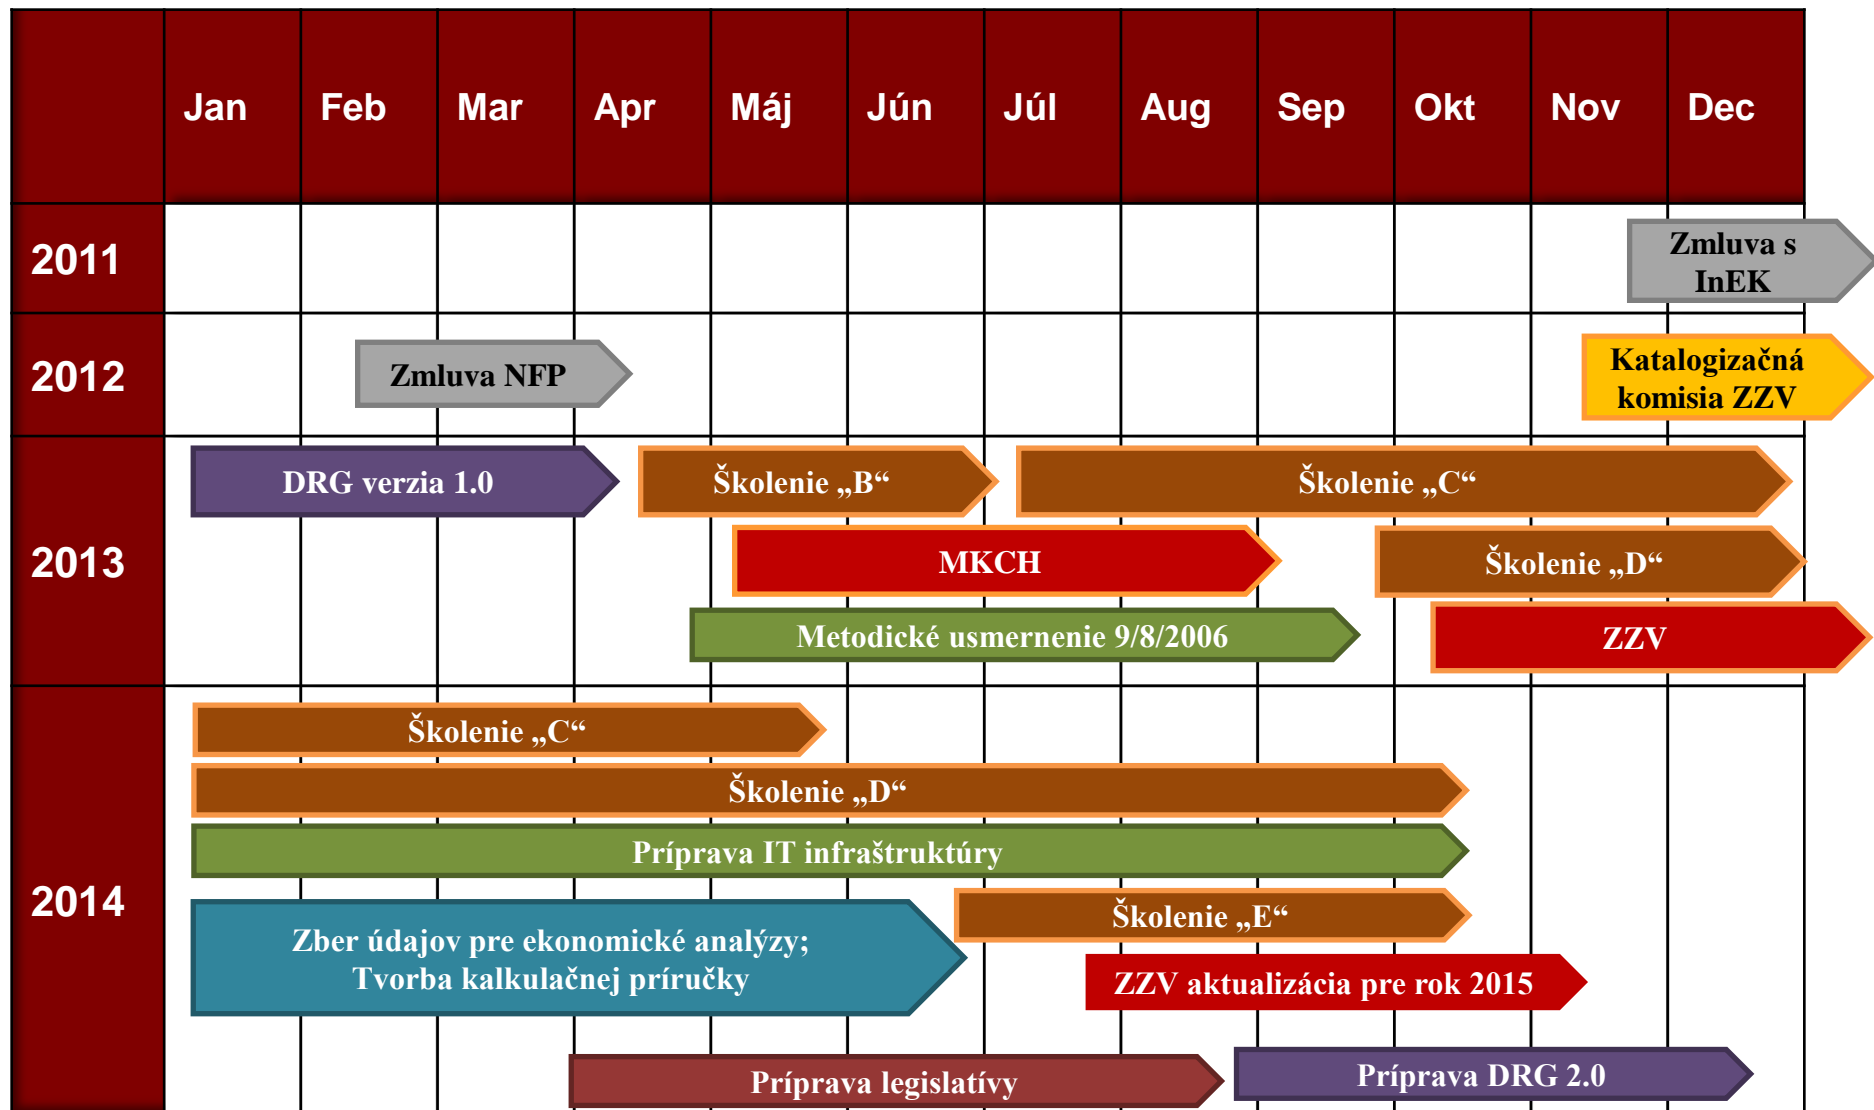 Jan Feb Mar Apr Máj Jún Júl Aug Sep Okt Nov Dec
2011
Zmluva s
InEK
2012
Zmluva NFP
Katalogizačná
komisia ZZV
2013
DRG verzia 1.0
Školenie „B“
Školenie „C“
MKCH
Školenie „D“
Metodické usmernenie 9/8/2006
ZZV
2014
Školenie „C“
Školenie „D“
Príprava IT infraštruktúry
Školenie „E“
Zber údajov pre ekonomické analýzy;
Tvorba kalkulačnej príručky
ZZV aktualizácia pre rok 2015
Príprava legislatívy
Príprava DRG 2.0